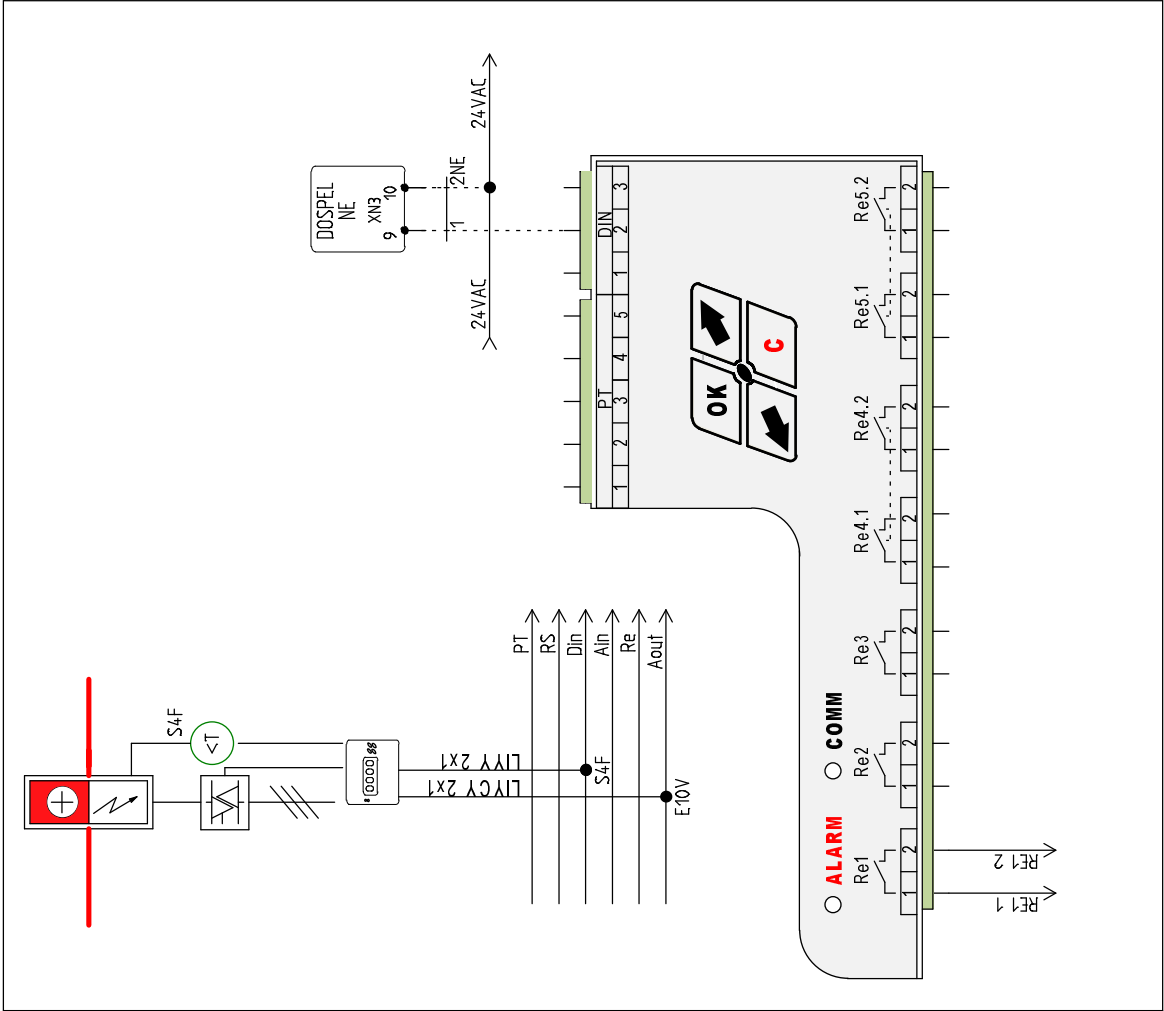 24VAC
24VAC
DOSPEL
NE
XN3
9
10
1
2NE
DIN
3
2
1
PT
5
4
3
2
1
OK
C
S4F
<T
0000
88
LIYY 2x1
LIYCY 2x1
S4F
E10V
PT
RS
Din
Ain
Re
Aout
ALARM
COMM
Re1
1
2
Re2
1
2
Re3
1
2
Re4.1
1
2
Re4.2
1
2
Re5.1
1
2
Re5.2
1
2
RE1 1
RE1 2